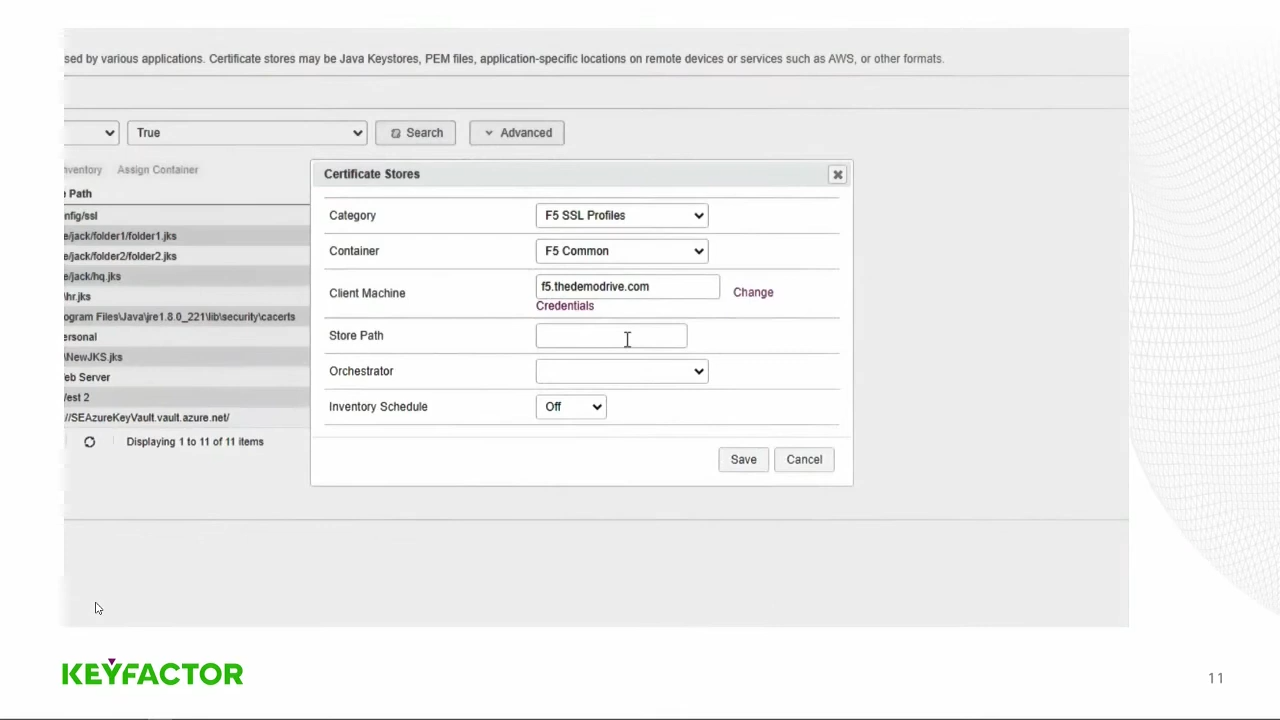 sed by various applications. Certificate stores may be Java Keystores, PEM files, application-specific locations on remote devices or services such as AWS, or other formats.
True Search Advanced
nventory Assign Container
Path
nfig/ssl
e/jack/folder1/folder1.jks
e/jack/folder2/folder2.jks
e/jack/hq.jks
\hr.jks
ogram Files\Java\jre1.8.0_221\lib\security\cacerts
ersonal
\NewJKS.jks
eb Server
est 2
//SEAzureKeyVault.vault.azure.net/
Displaying 1 to 11 of 11 items
Certificate Stores
Category F5 SSL Profiles
Container F5 Common
Client Machine f5.thedemodrive.com Change
Credentials
Store Path
Orchestrator
Inventory Schedule Off
Save Cancel
KEYFACTOR
11